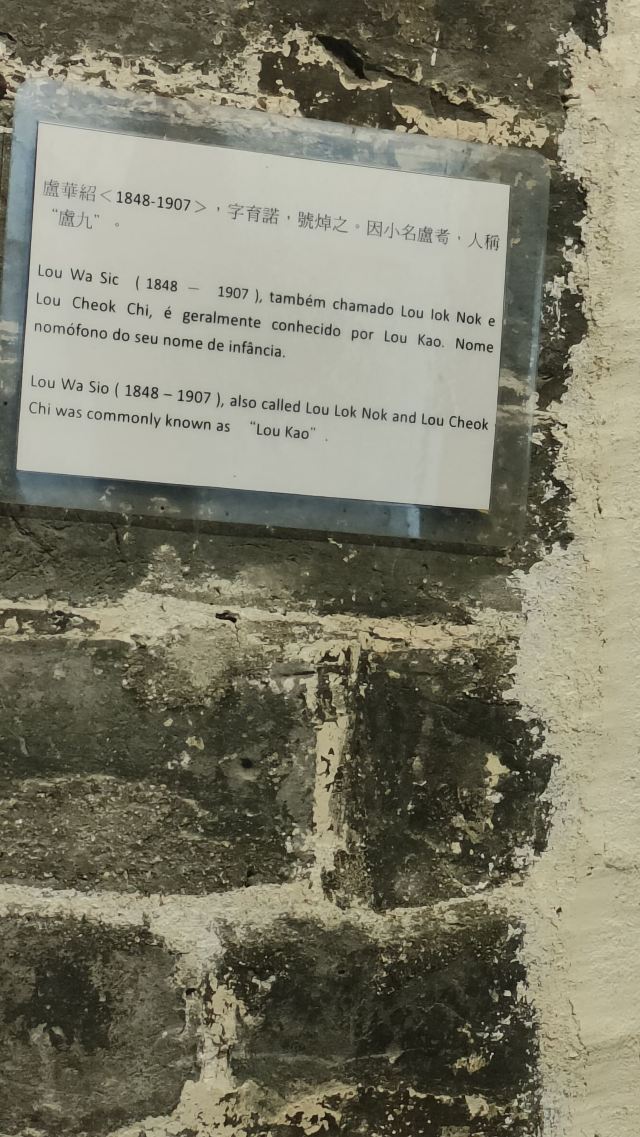 盧華紹＜1848-1907＞，字育諾，號焯之。因小名盧耇，人稱
“盧九”。
Lou Wa Sic ( 1848 — 1907 ), também chamado Lou Iok Nok e
Lou Cheok Chi, é geralmente conhecido por Lou Kao. Nome
nomófono do seu nome de infância.
Lou Wa Sio ( 1848 – 1907 ), also called Lou Lok Nok and Lou Cheok
Chi was commonly known as “Lou Kao”.